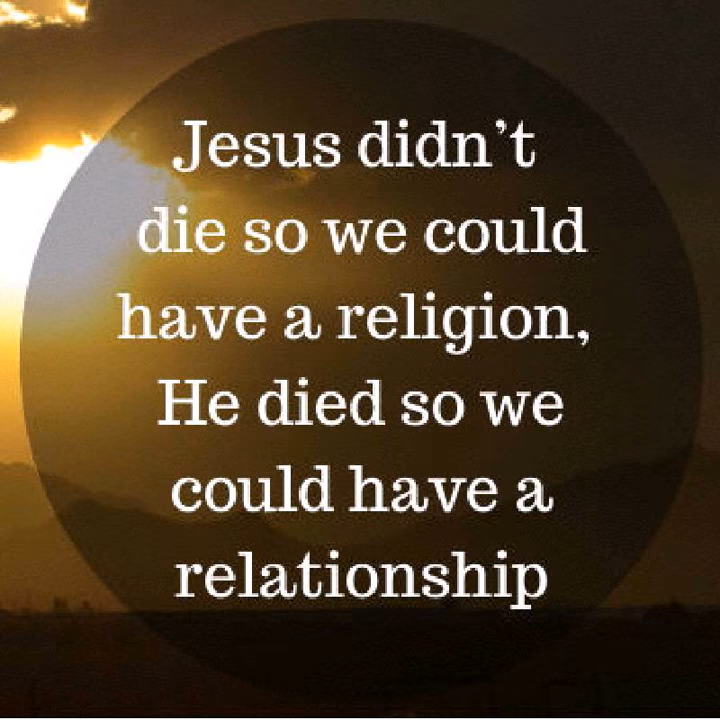 Jesus didn’t
die so we could
have a religion,
He died so we
could have a
relationship